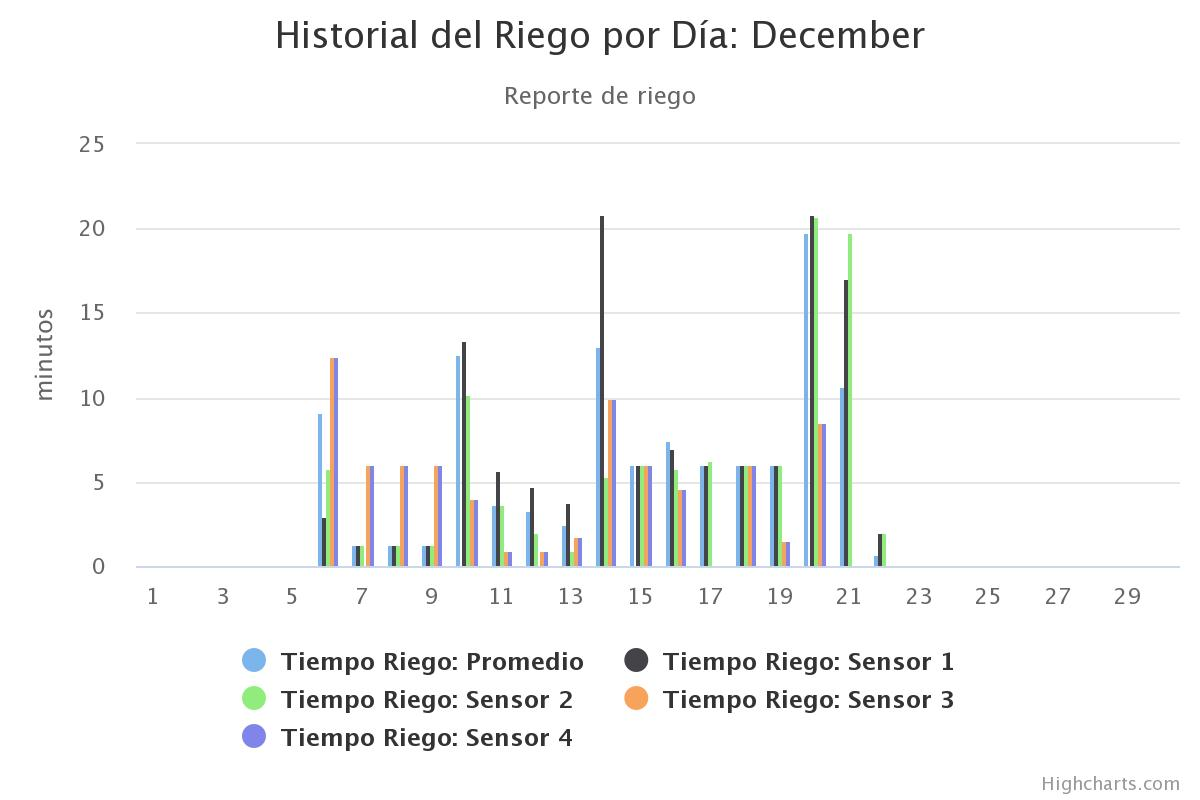 Historial del Riego por Día: December
Reporte de riego
minutos
25
20
15
10
5
0
1 3 5 7 9 11 13 15 17 19 21 23 25 27 29
Tiempo Riego: Promedio Tiempo Riego: Sensor 1
Tiempo Riego: Sensor 2 Tiempo Riego: Sensor 3
Tiempo Riego: Sensor 4
Highcharts.com